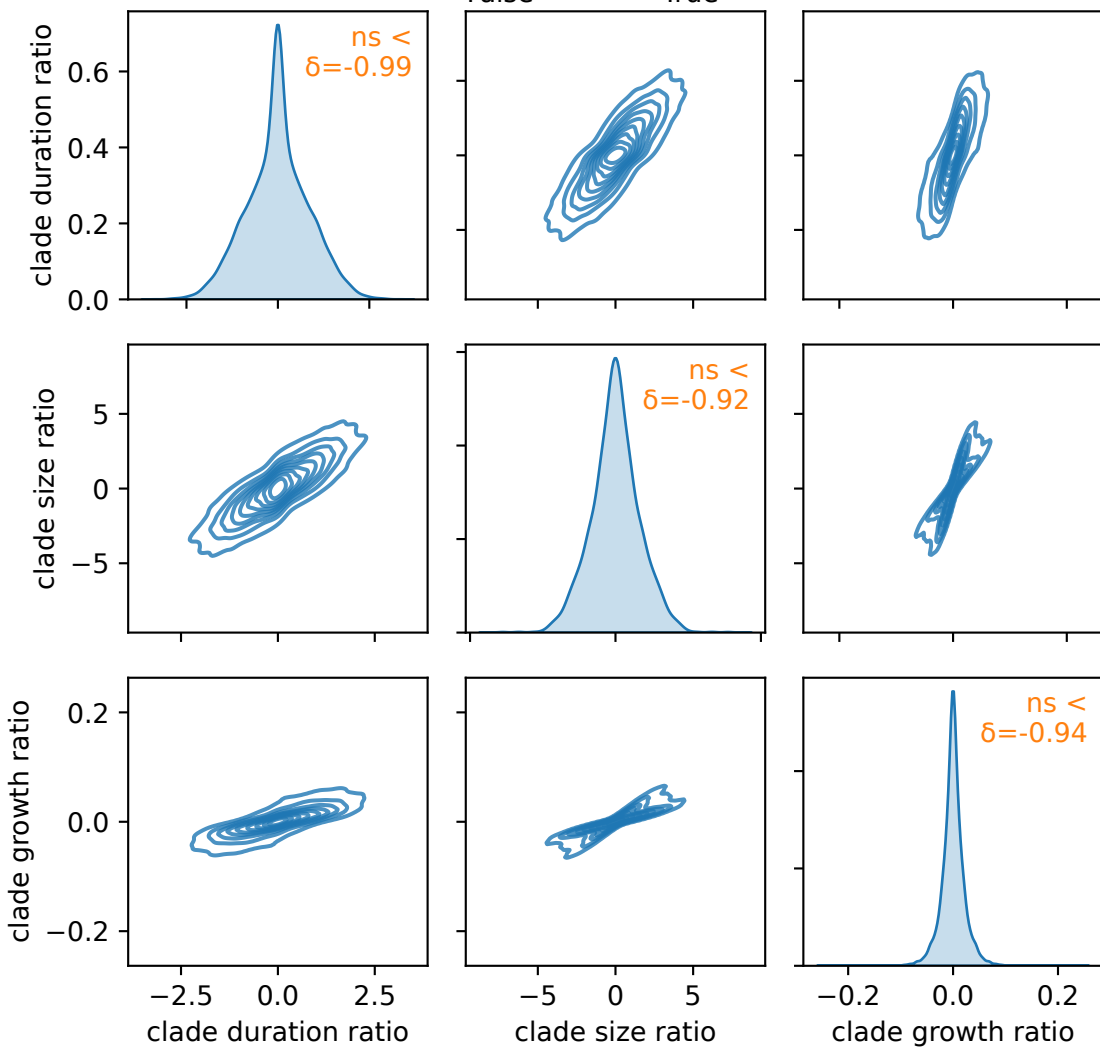 clade duration ratio
0.6
0.4
0.2
0.0
ns <
δ=-0.99
clade size ratio
5
0
−5
ns <
δ=-0.92
clade growth ratio
0.2
0.0
−0.2
ns <
δ=-0.94
−2.5 0.0 2.5
−5 0 5
−0.2 0.0 0.2
clade duration ratio
clade size ratio
clade growth ratio